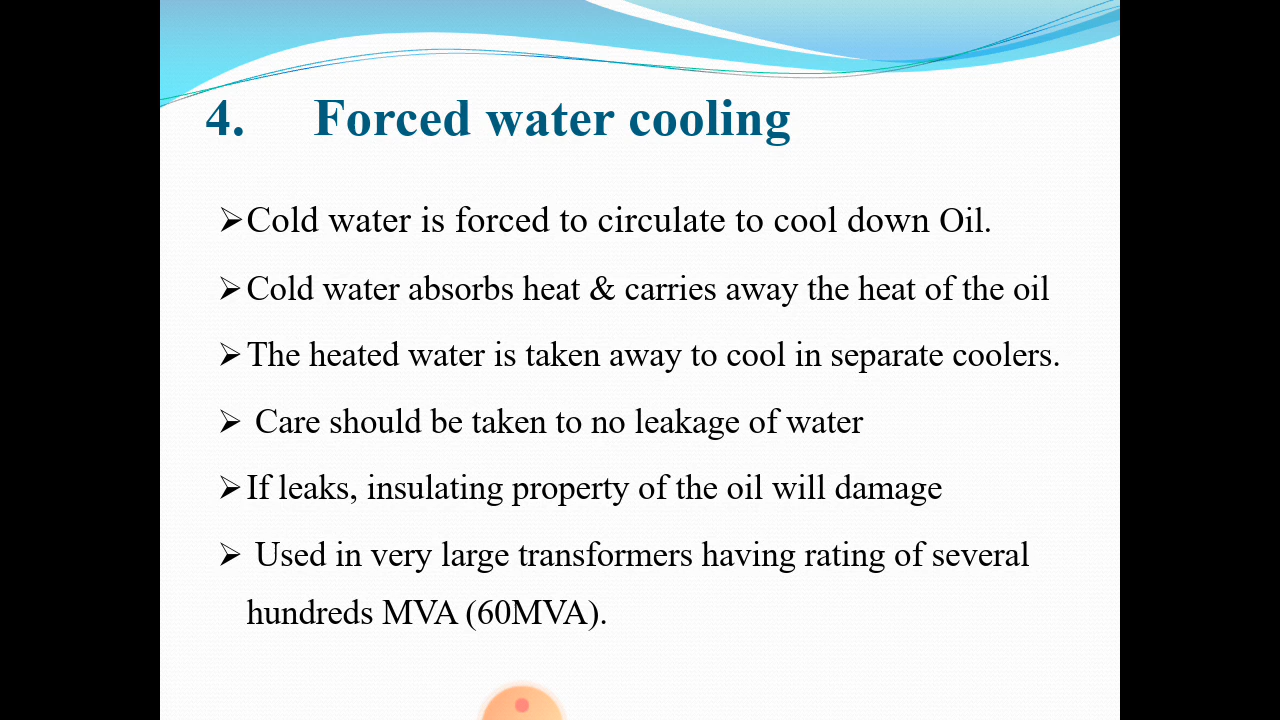 4. Forced water cooling
➢Cold water is forced to circulate to cool down Oil.
➢Cold water absorbs heat & carries away the heat of the oil
➢The heated water is taken away to cool in separate coolers.
➢ Care should be taken to no leakage of water
➢If leaks, insulating property of the oil will damage
➢ Used in very large transformers having rating of several
hundreds MVA (60MVA).